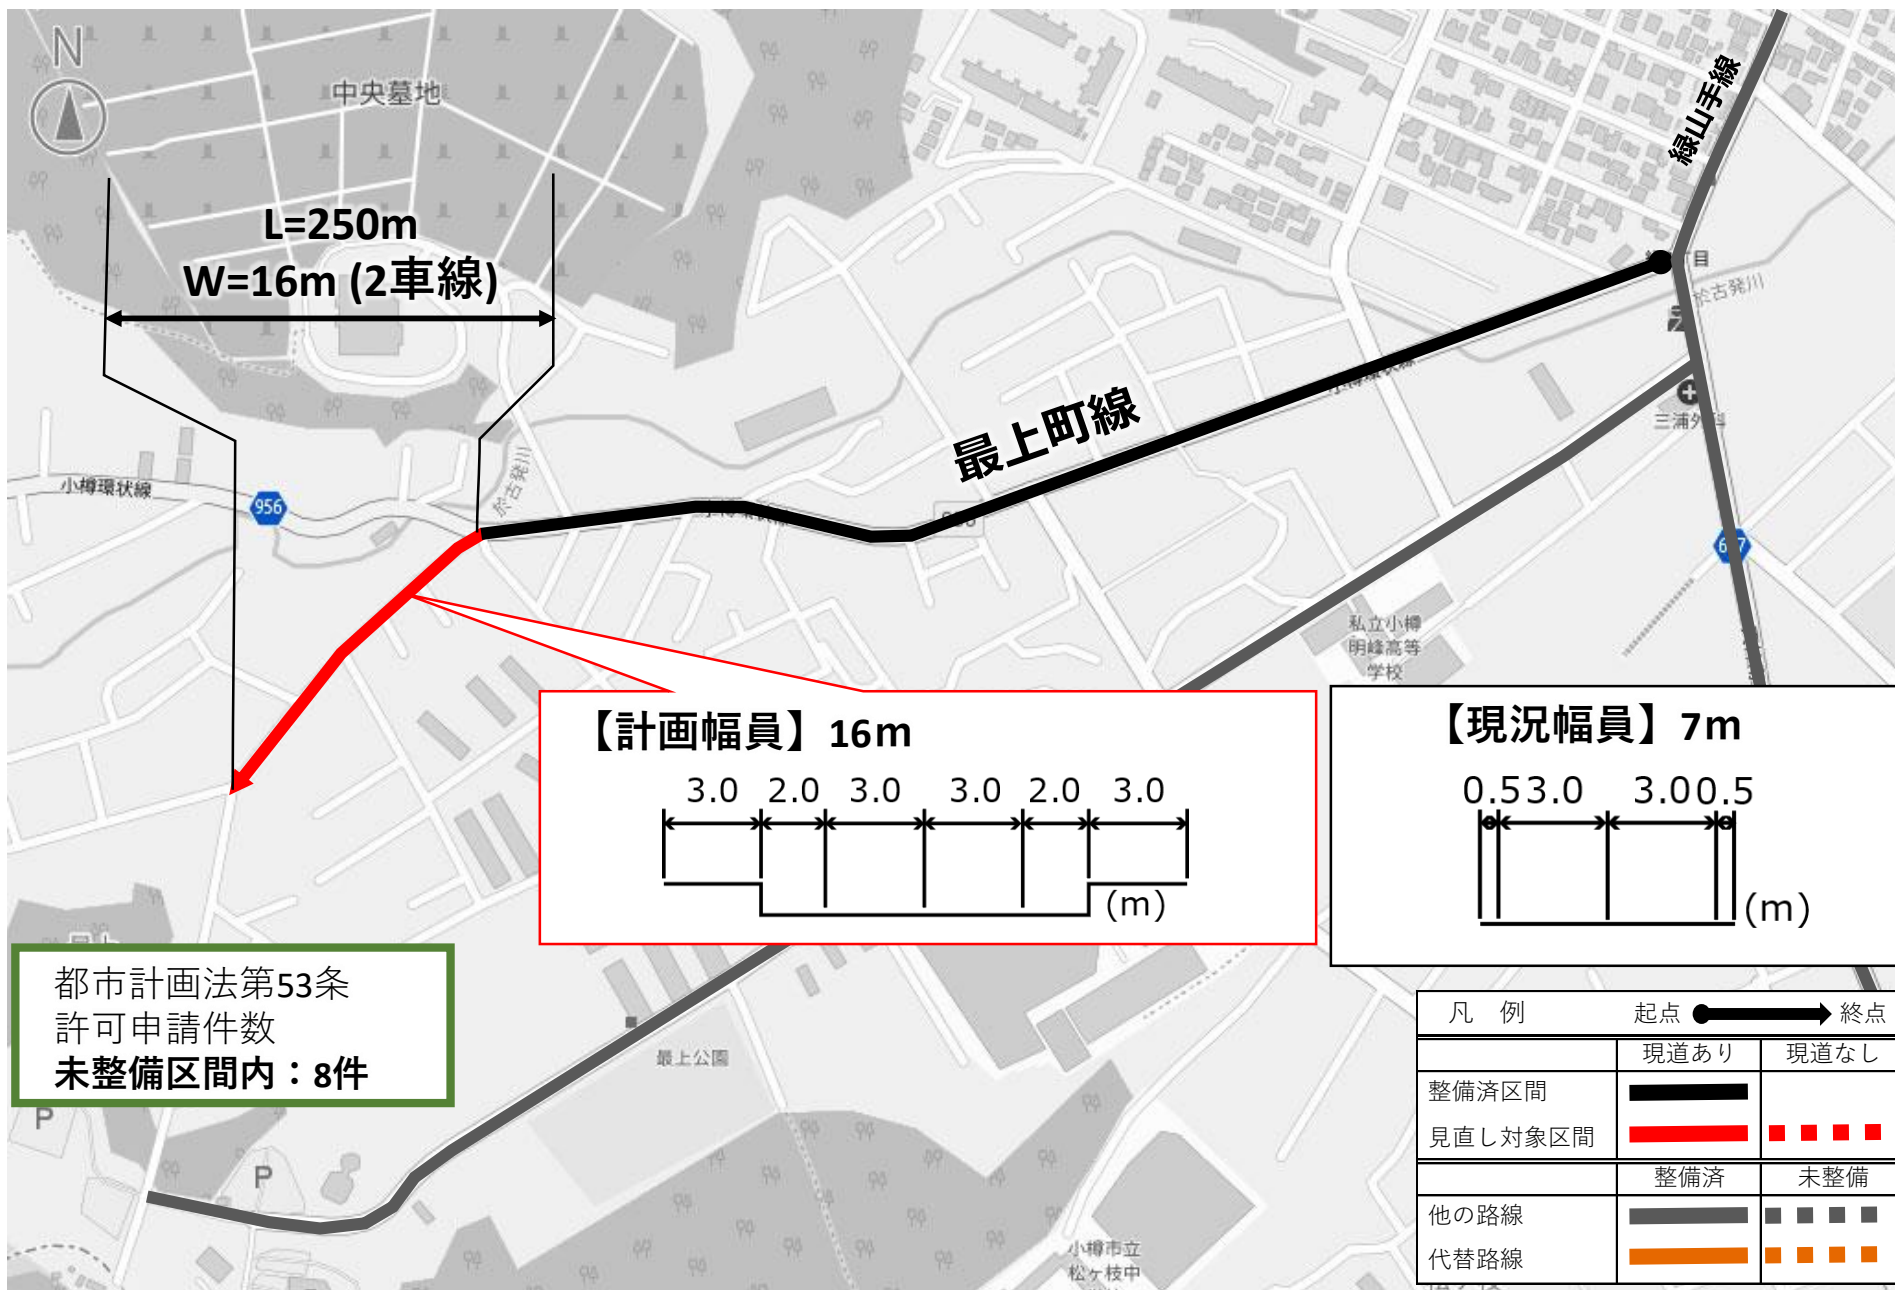 N
中央墓地
緑山手線
L=250m
W=16m (2車線)
於古発川
最上町線
三浦外科
小樽環状線
956
於古発川
私立小樽
明峰高等
学校
【計画幅員】16m
3.0 2.0 3.0 3.0 2.0 3.0
(m)
【現況幅員】7m
0.5 3.0 3.0 0.5
(m)
都市計画法第53条
許可申請件数
未整備区間内：8件
最上公園
P
P
小樽市立
松ヶ枝中
凡 例 起点 終点
現道あり 現道なし
整備済区間
見直し対象区間
整備済 未整備
他の路線
代替路線